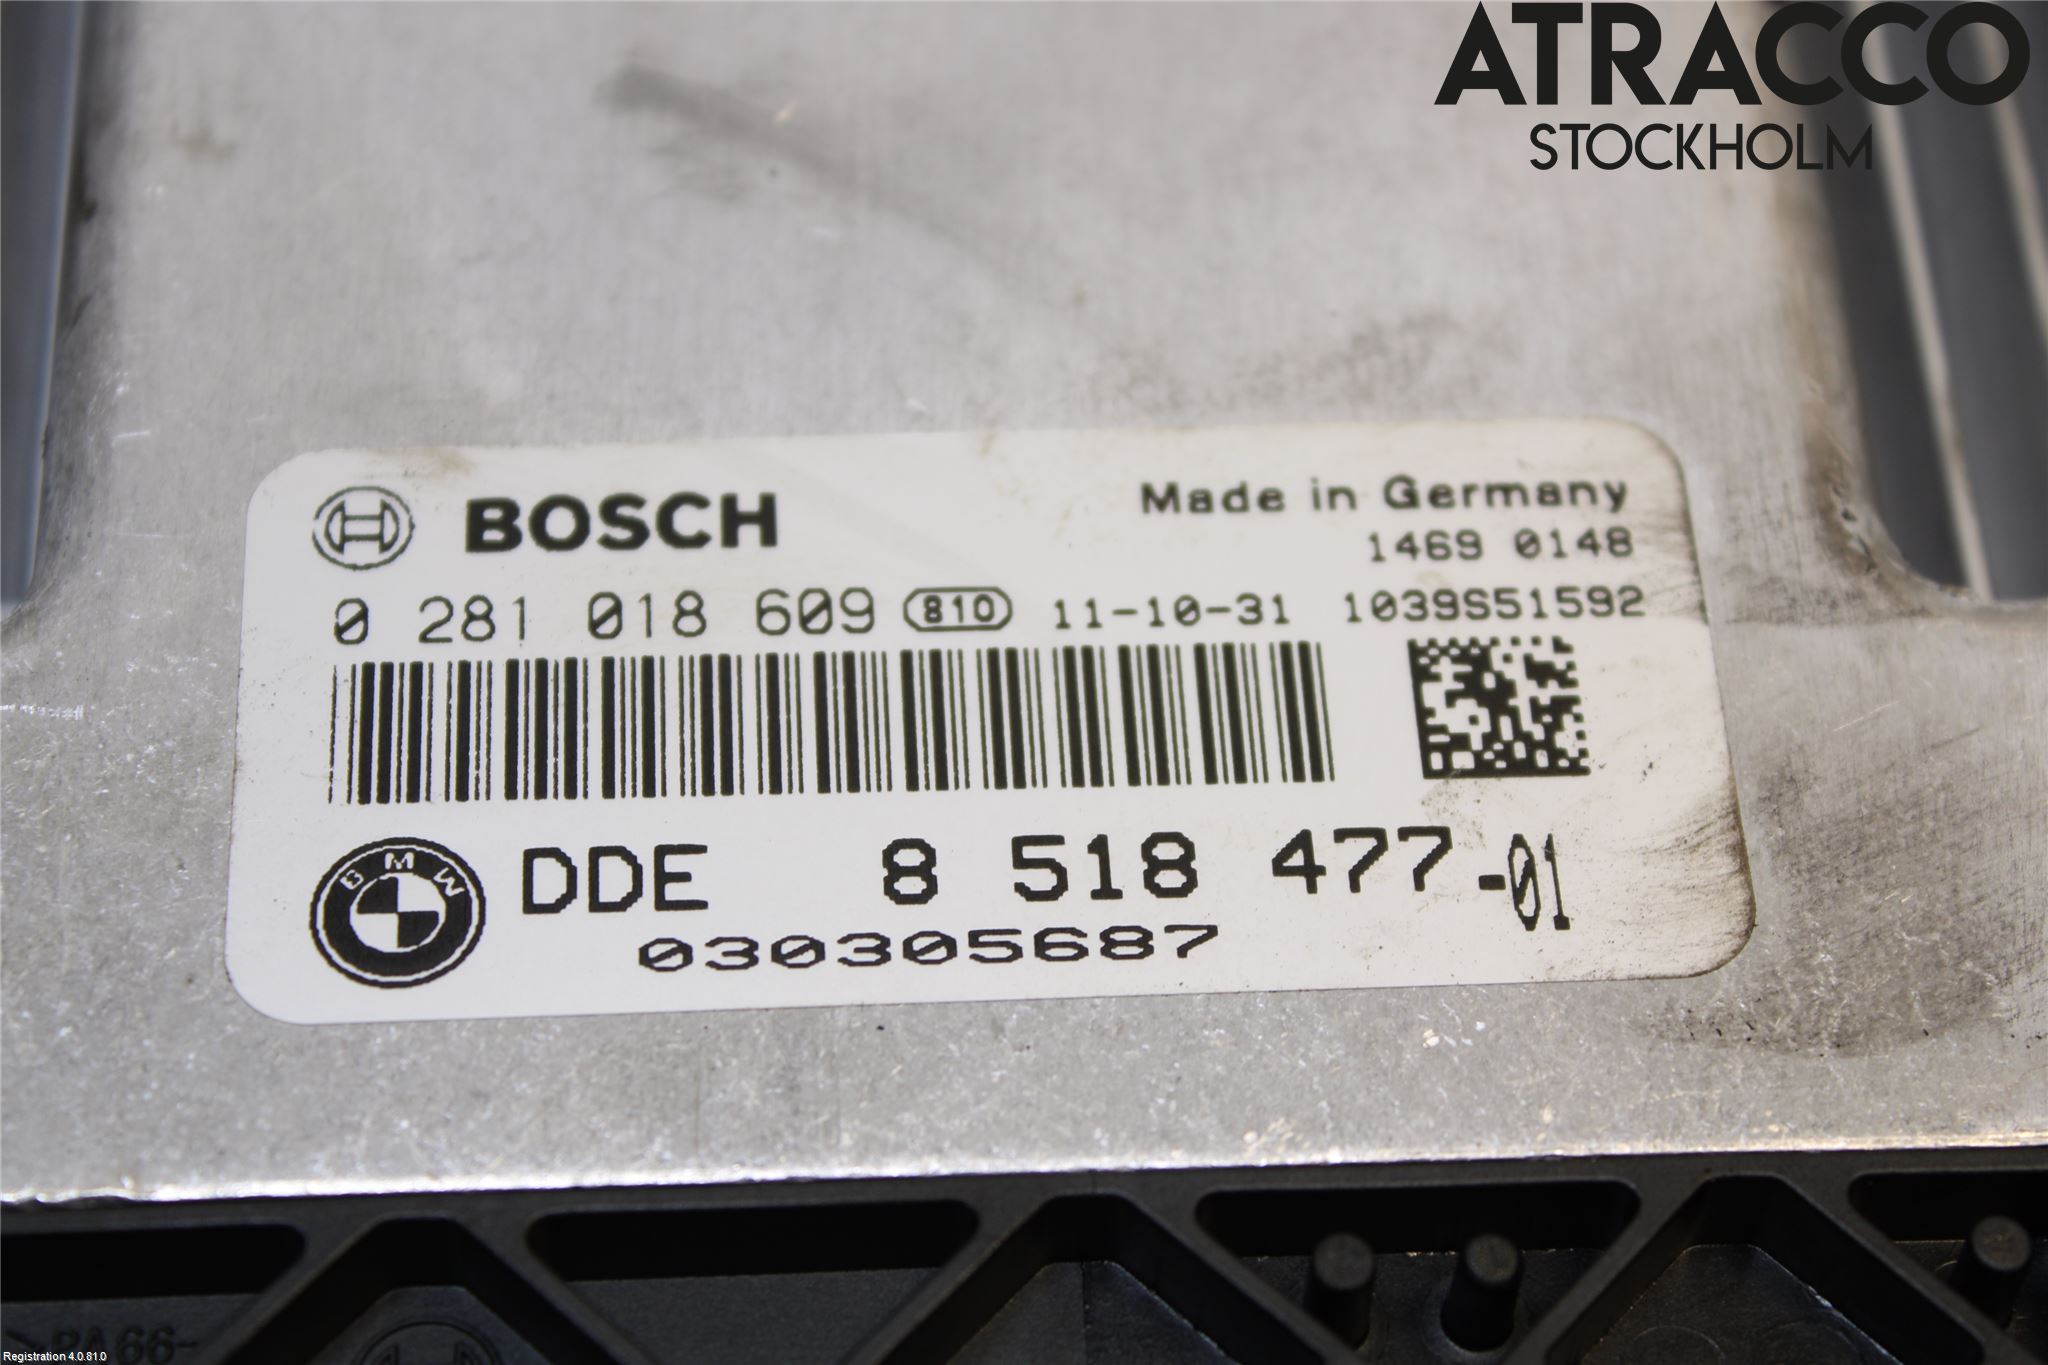 ATRACCO
STOCKHOLM
BOSCH
Made in Germany
1469 0148
0 281 018 609 810 11-10-31 1039S51592
BMW
DDE 8 518 477-01
030305687
>PA66-
Registration 4.0.81.0